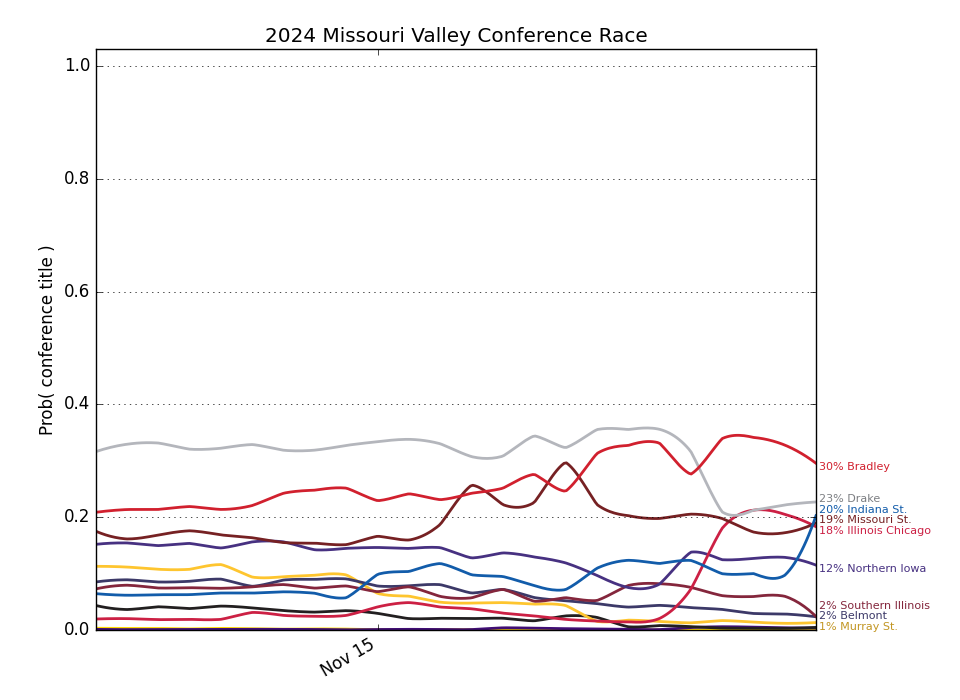 2024 Missouri Valley Conference Race
1.0
0.8
0.6
0.4
0.2
0.0
Prob( conference title )
Nov 15
30% Bradley
23% Drake
20% Indiana St.
19% Missouri St.
18% Illinois Chicago
12% Northern Iowa
2% Southern Illinois
2% Belmont
1% Murray St.